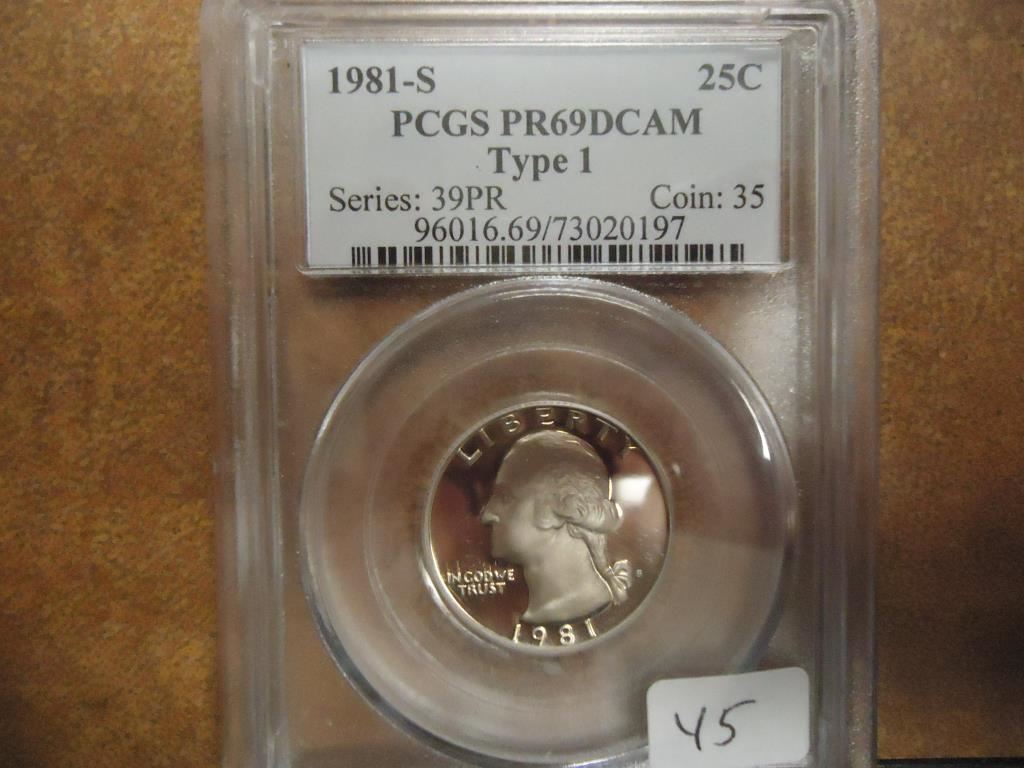 1981-S 25C
PCGS PR69DCAM
Type 1
Series: 39PR Coin: 35
96016.69/73020197
LIBERTY
IN GOD WE
TRUST
S
1981
45